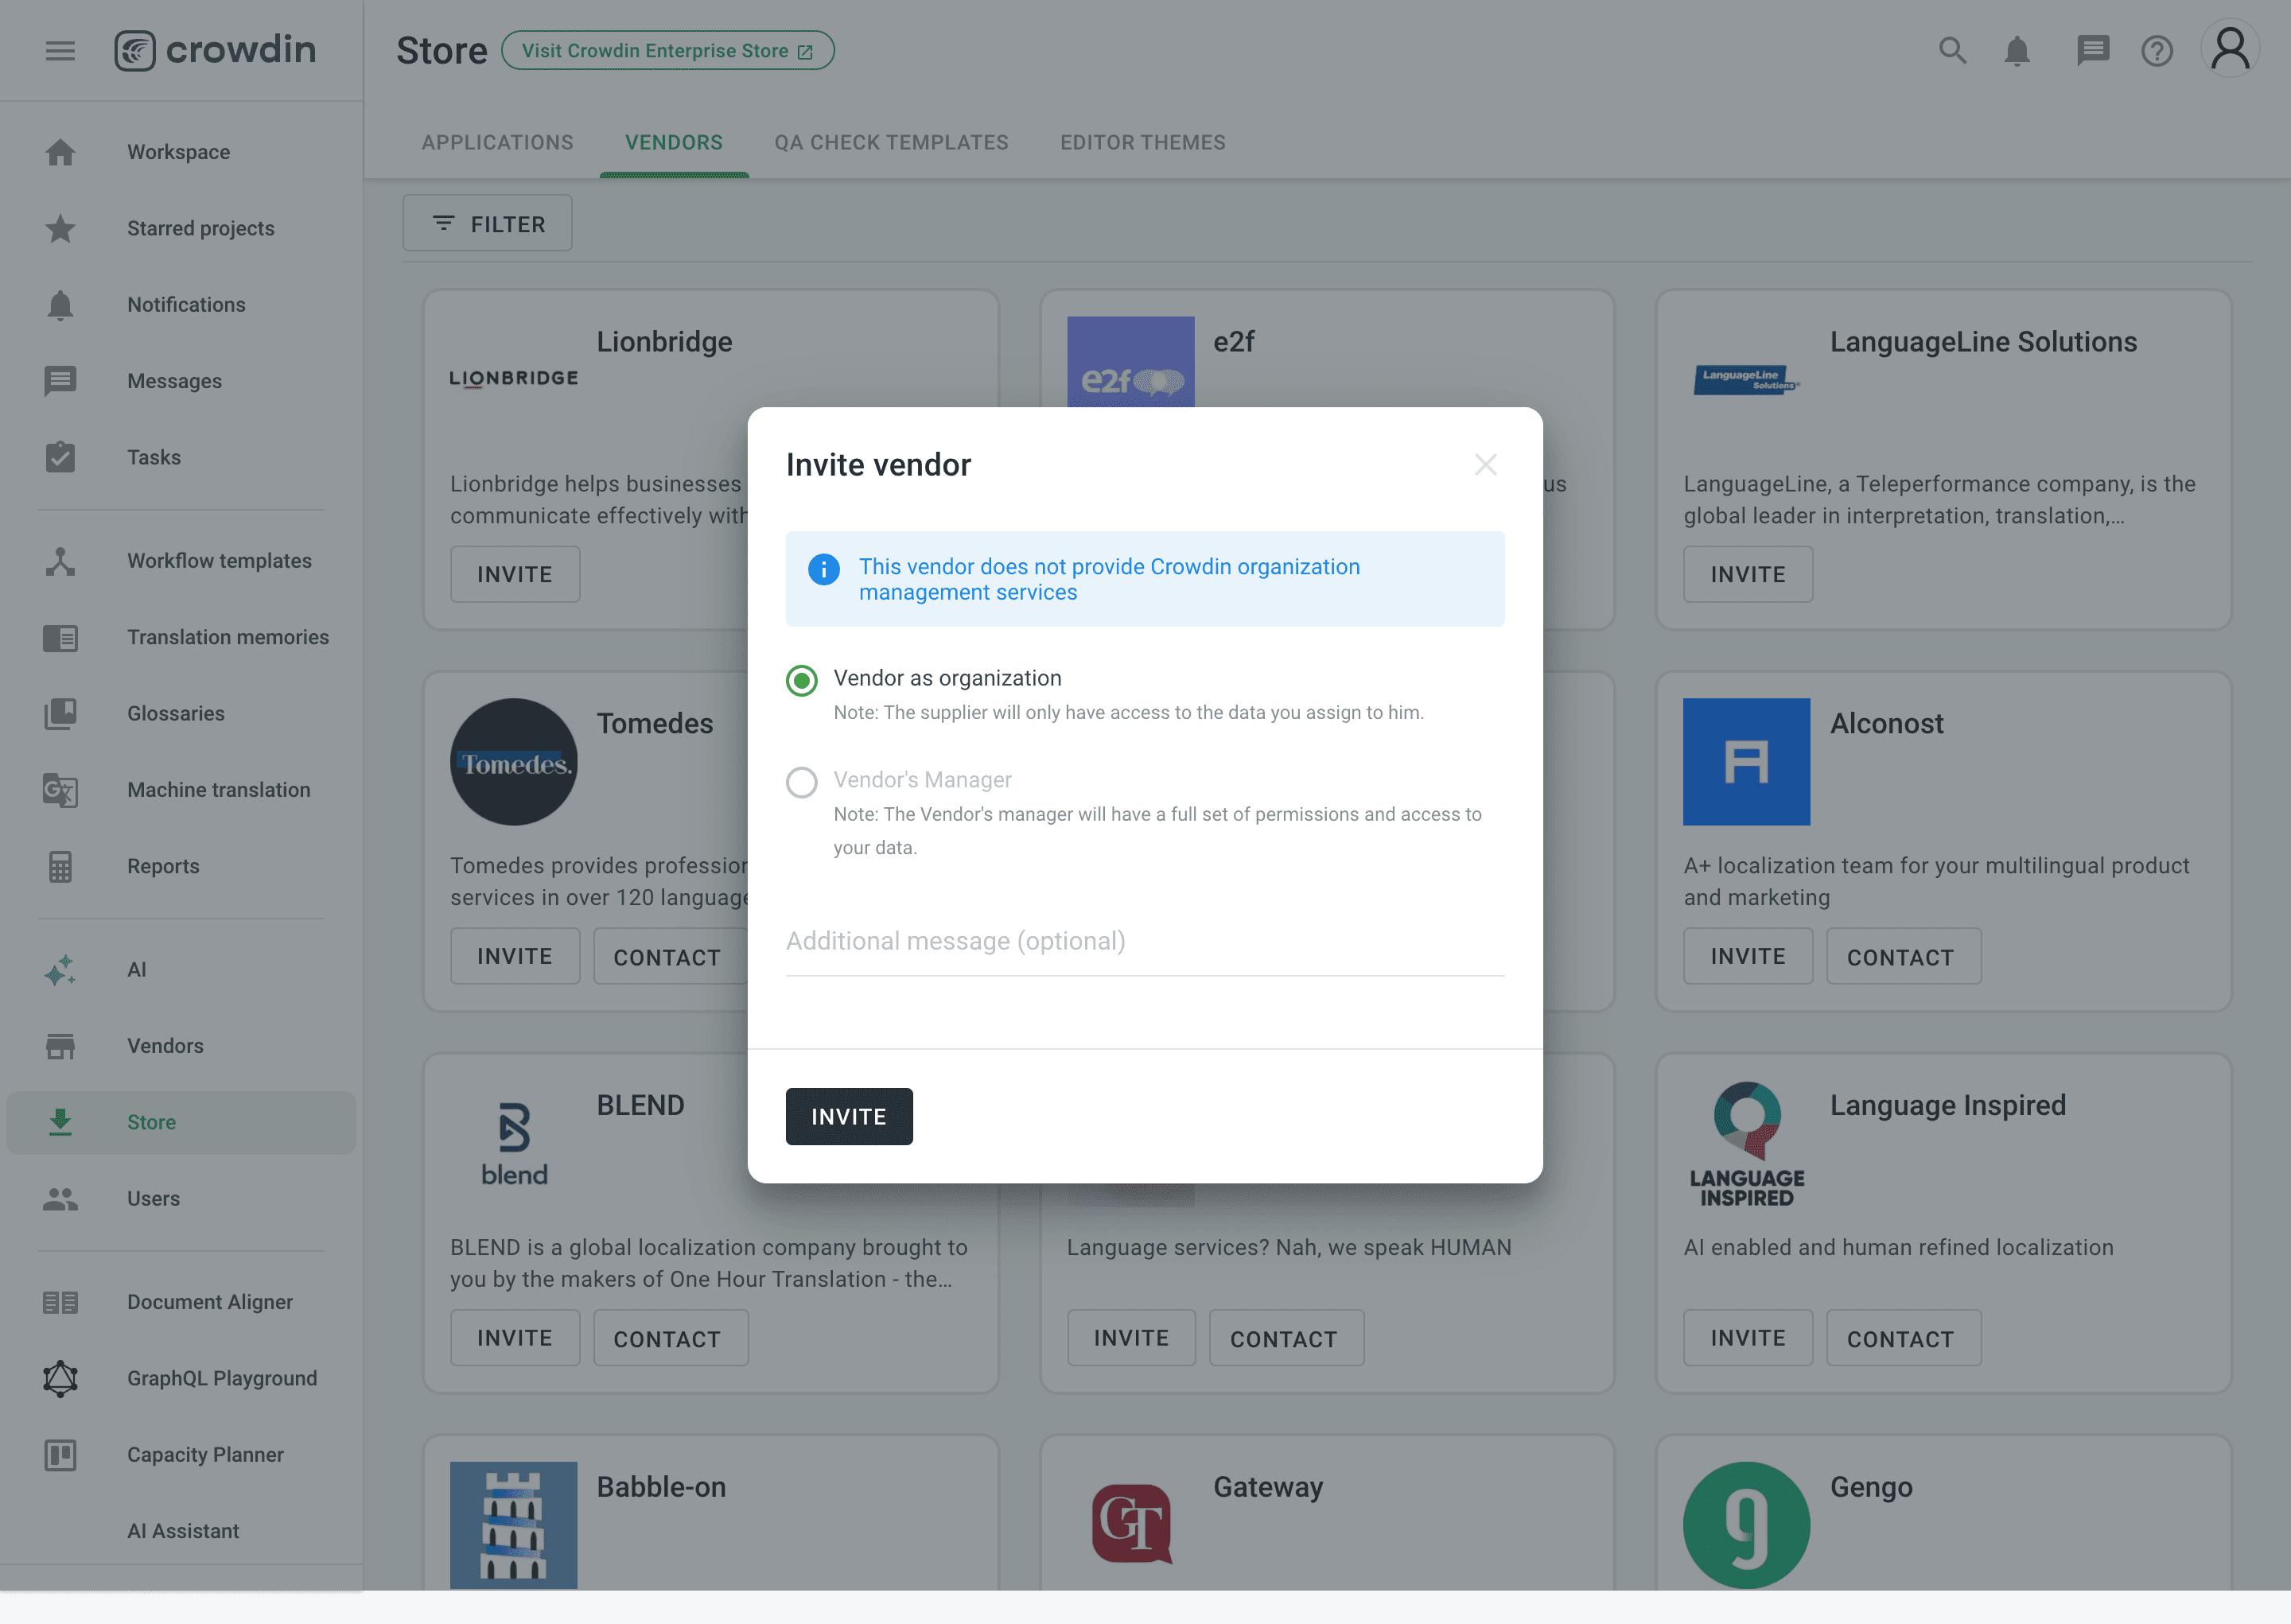 crowdin
Store
Visit Crowdin Enterprise Store
APPLICATIONS
VENDORS
QA CHECK TEMPLATES
EDITOR THEMES
FILTER
Workspace
Starred projects
Notifications
Messages
Tasks
Workflow templates
Translation memories
Glossaries
Machine translation
Reports
AI
Vendors
Store
Users
Document Aligner
GraphQL Playground
Capacity Planner
AI Assistant
LIONBRIDGE
Lionbridge
Lionbridge helps businesses
communicate effectively with
INVITE
e2f
e2f
us
LanguageLine
Solutions
LanguageLine Solutions
LanguageLine, a Teleperformance company, is the
global leader in interpretation, translation,...
INVITE
Invite vendor
This vendor does not provide Crowdin organization
management services
Vendor as organization
Note: The supplier will only have access to the data you assign to him.
Vendor's Manager
Note: The Vendor's manager will have a full set of permissions and access to
your data.
Additional message (optional)
INVITE
Tomedes.
Tomedes
Tomedes provides
services in over 120
INVITE
CONTACT
Alconost
A+ localization team for your multilingual product
and marketing
INVITE
CONTACT
blend
BLEND
BLEND is a global localization company brought to
you by the makers of One Hour Translation - the...
INVITE
CONTACT
Language services? Nah, we speak HUMAN
INVITE
CONTACT
LANGUAGE
INSPIRED
Language Inspired
AI enabled and human refined localization
INVITE
CONTACT
Babble-on
GT
Gateway
g
Gengo